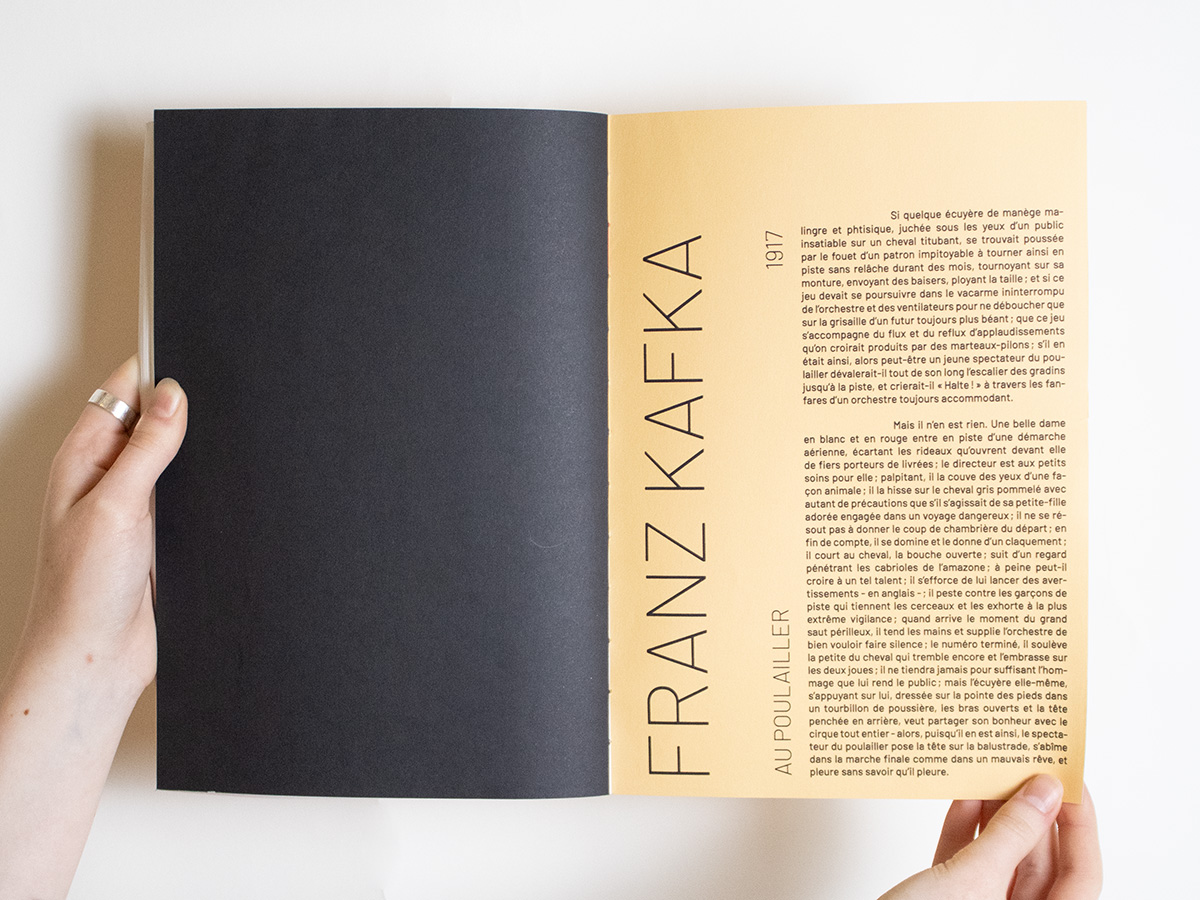 FRANZ KAFKA
AU POULAILLER
1917
Si quelque écuyère de manège ma-
lingre et phtisique, juchée sous les yeux d'un public
insatiable sur un cheval titubant, se trouvait poussée
par le fouet d'un patron impitoyable à tourner ainsi en
piste sans relâche durant des mois, tournoyant sur sa
monture, envoyant des baisers, ployant la taille ; et si ce
jeu devait se poursuivre dans le vacarme ininterrompu
de l'orchestre et des ventilateurs pour ne déboucher que
sur la grisaille d'un futur toujours plus béant ; que ce jeu
s'accompagne du flux et du reflux d'applaudissements
qu'on croirait produits par des marteaux-pilons ; s'il en
était ainsi, alors peut-être un jeune spectateur du pou-
lailler dévalerait-il tout de son long l'escalier des gradins
jusqu'à la piste, et crierait-il « Halte ! » à travers les fan-
fares d'un orchestre toujours accommodant.
Mais il n'en est rien. Une belle dame
en blanc et en rouge entre en piste d'une démarche
aérienne, écartant les rideaux qu'ouvrent devant elle
de fiers porteurs de livrées ; le directeur est aux petits
soins pour elle ; palpitant, il la couve des yeux d'une fa-
çon animale ; il la hisse sur le cheval gris pommelé avec
autant de précautions que s'il s'agissait de sa petite-fille
adorée engagée dans un voyage dangereux ; il ne se ré-
sout pas à donner le coup de chambrière du départ ; en
fin de compte, il se domine et le donne d'un claquement ;
il court au cheval, la bouche ouverte ; suit d'un regard
pénétrant les cabrioles de l'amazone ; à peine peut-il
croire à un tel talent ; il s'efforce de lui lancer des aver-
tissements - en anglais - ; il peste contre les garçons de
piste qui tiennent les cerceaux et les exhorte à la plus
extrême vigilance ; quand arrive le moment du grand
saut périlleux, il tend les mains et supplie l'orchestre de
bien vouloir faire silence ; le numéro terminé, il soulève
la petite du cheval qui tremble encore et l'embrasse sur
les deux joues ; il ne tiendra jamais pour suffisant l'hom-
mage que lui rend le public ; mais l'écuyère elle-même,
s'appuyant sur lui, dressée sur la pointe des pieds dans
un tourbillon de poussière, les bras ouverts et la tête
penchée en arrière, veut partager son bonheur avec le
cirque tout entier - alors, puisqu'il en est ainsi, le specta-
teur du poulailler pose la tête sur la balustrade, s'abîme
dans la marche finale comme dans un mauvais rêve, et
pleure sans savoir qu'il pleure.